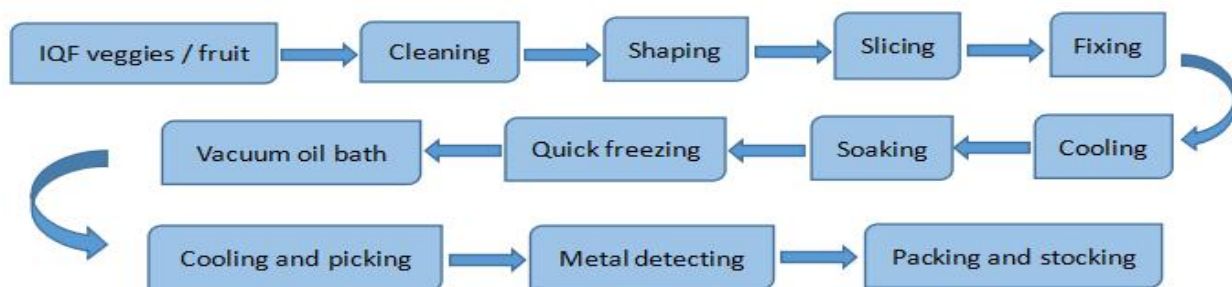 IQF veggies / fruit
Cleaning
Shaping
Slicing
Fixing
Cooling
Soaking
Quick freezing
Vacuum oil bath
Cooling and picking
Metal detecting
Packing and stocking